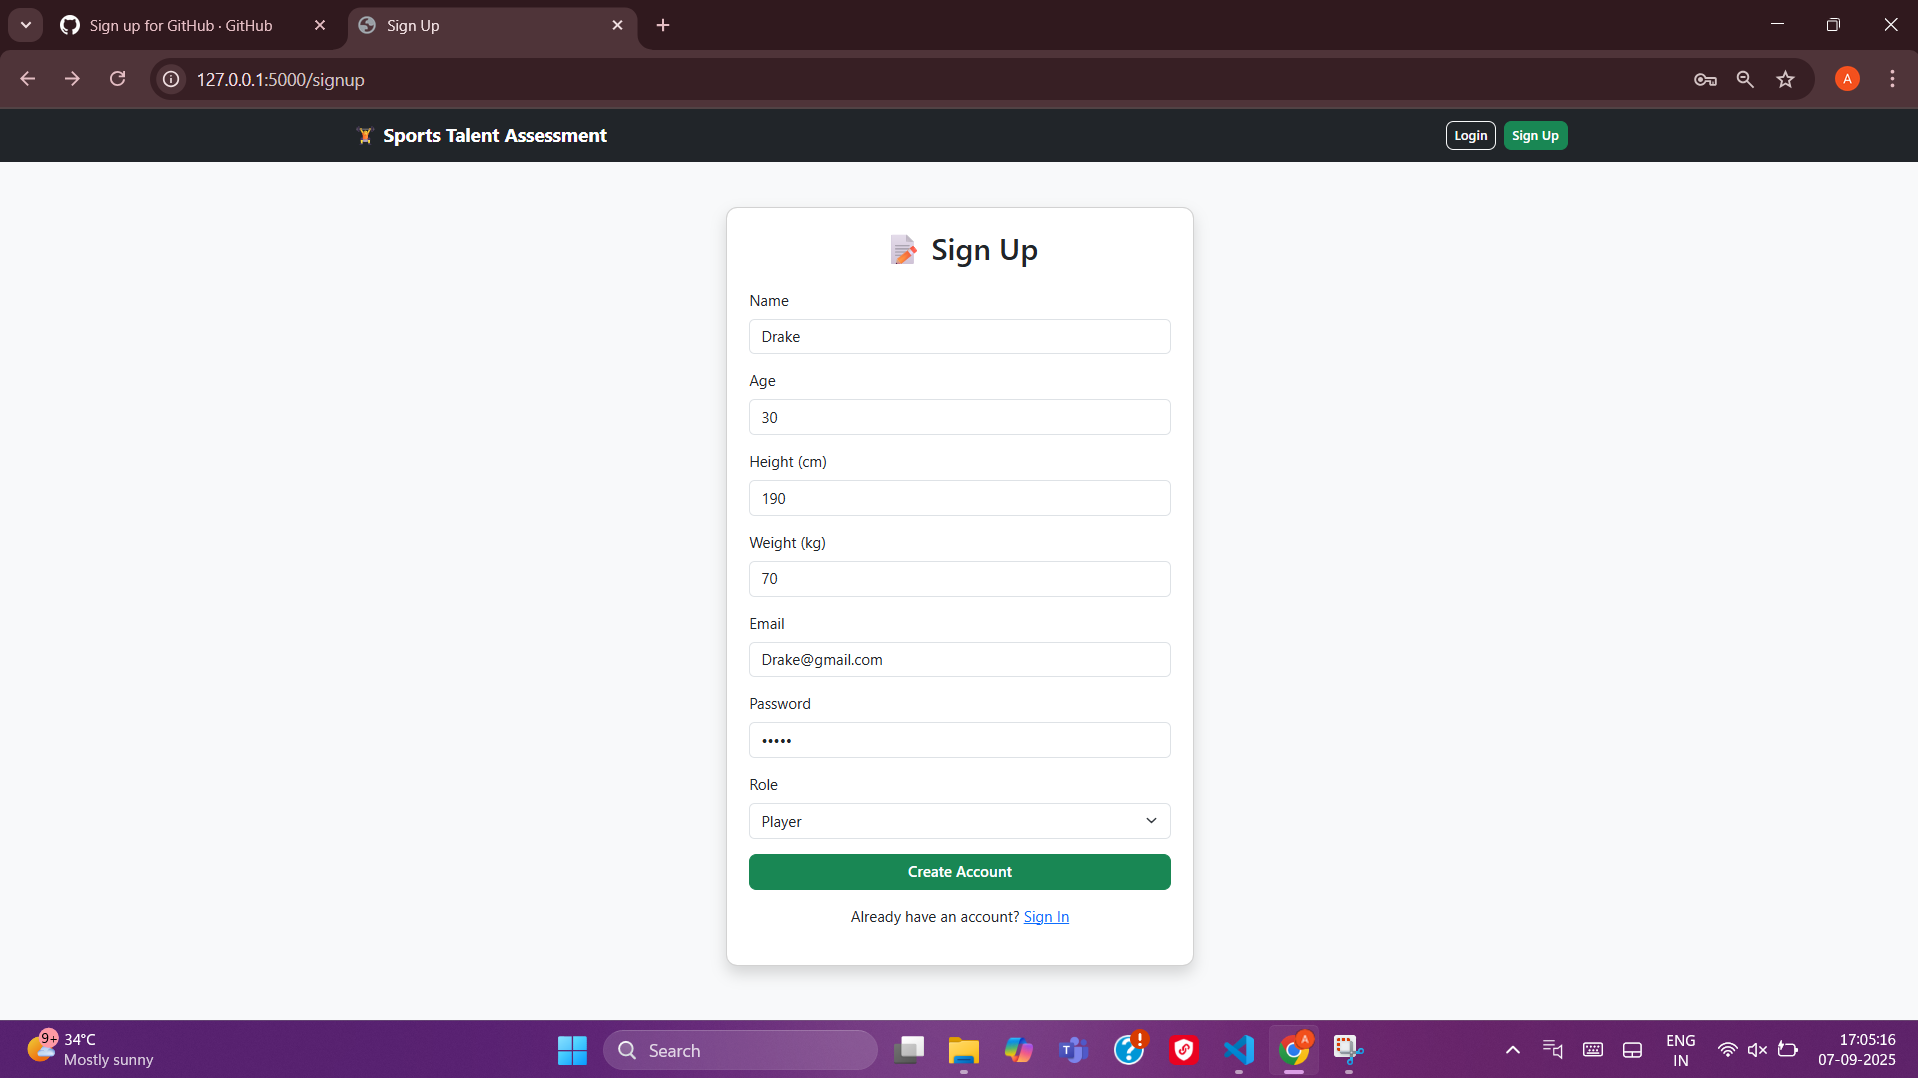 Sign up for GitHub · GitHub
Sign Up
127.0.0.1:5000/signup
A
Sports Talent Assessment
Login
Sign Up
Sign Up
Name
Drake
Age
30
Height (cm)
190
Weight (kg)
70
Email
Drake@gmail.com
Password
•••••
Role
Player
Create Account
Already have an account? Sign In
9+
34°C
Mostly sunny
Search
T
A
ENG
IN
17:05:16
07-09-2025